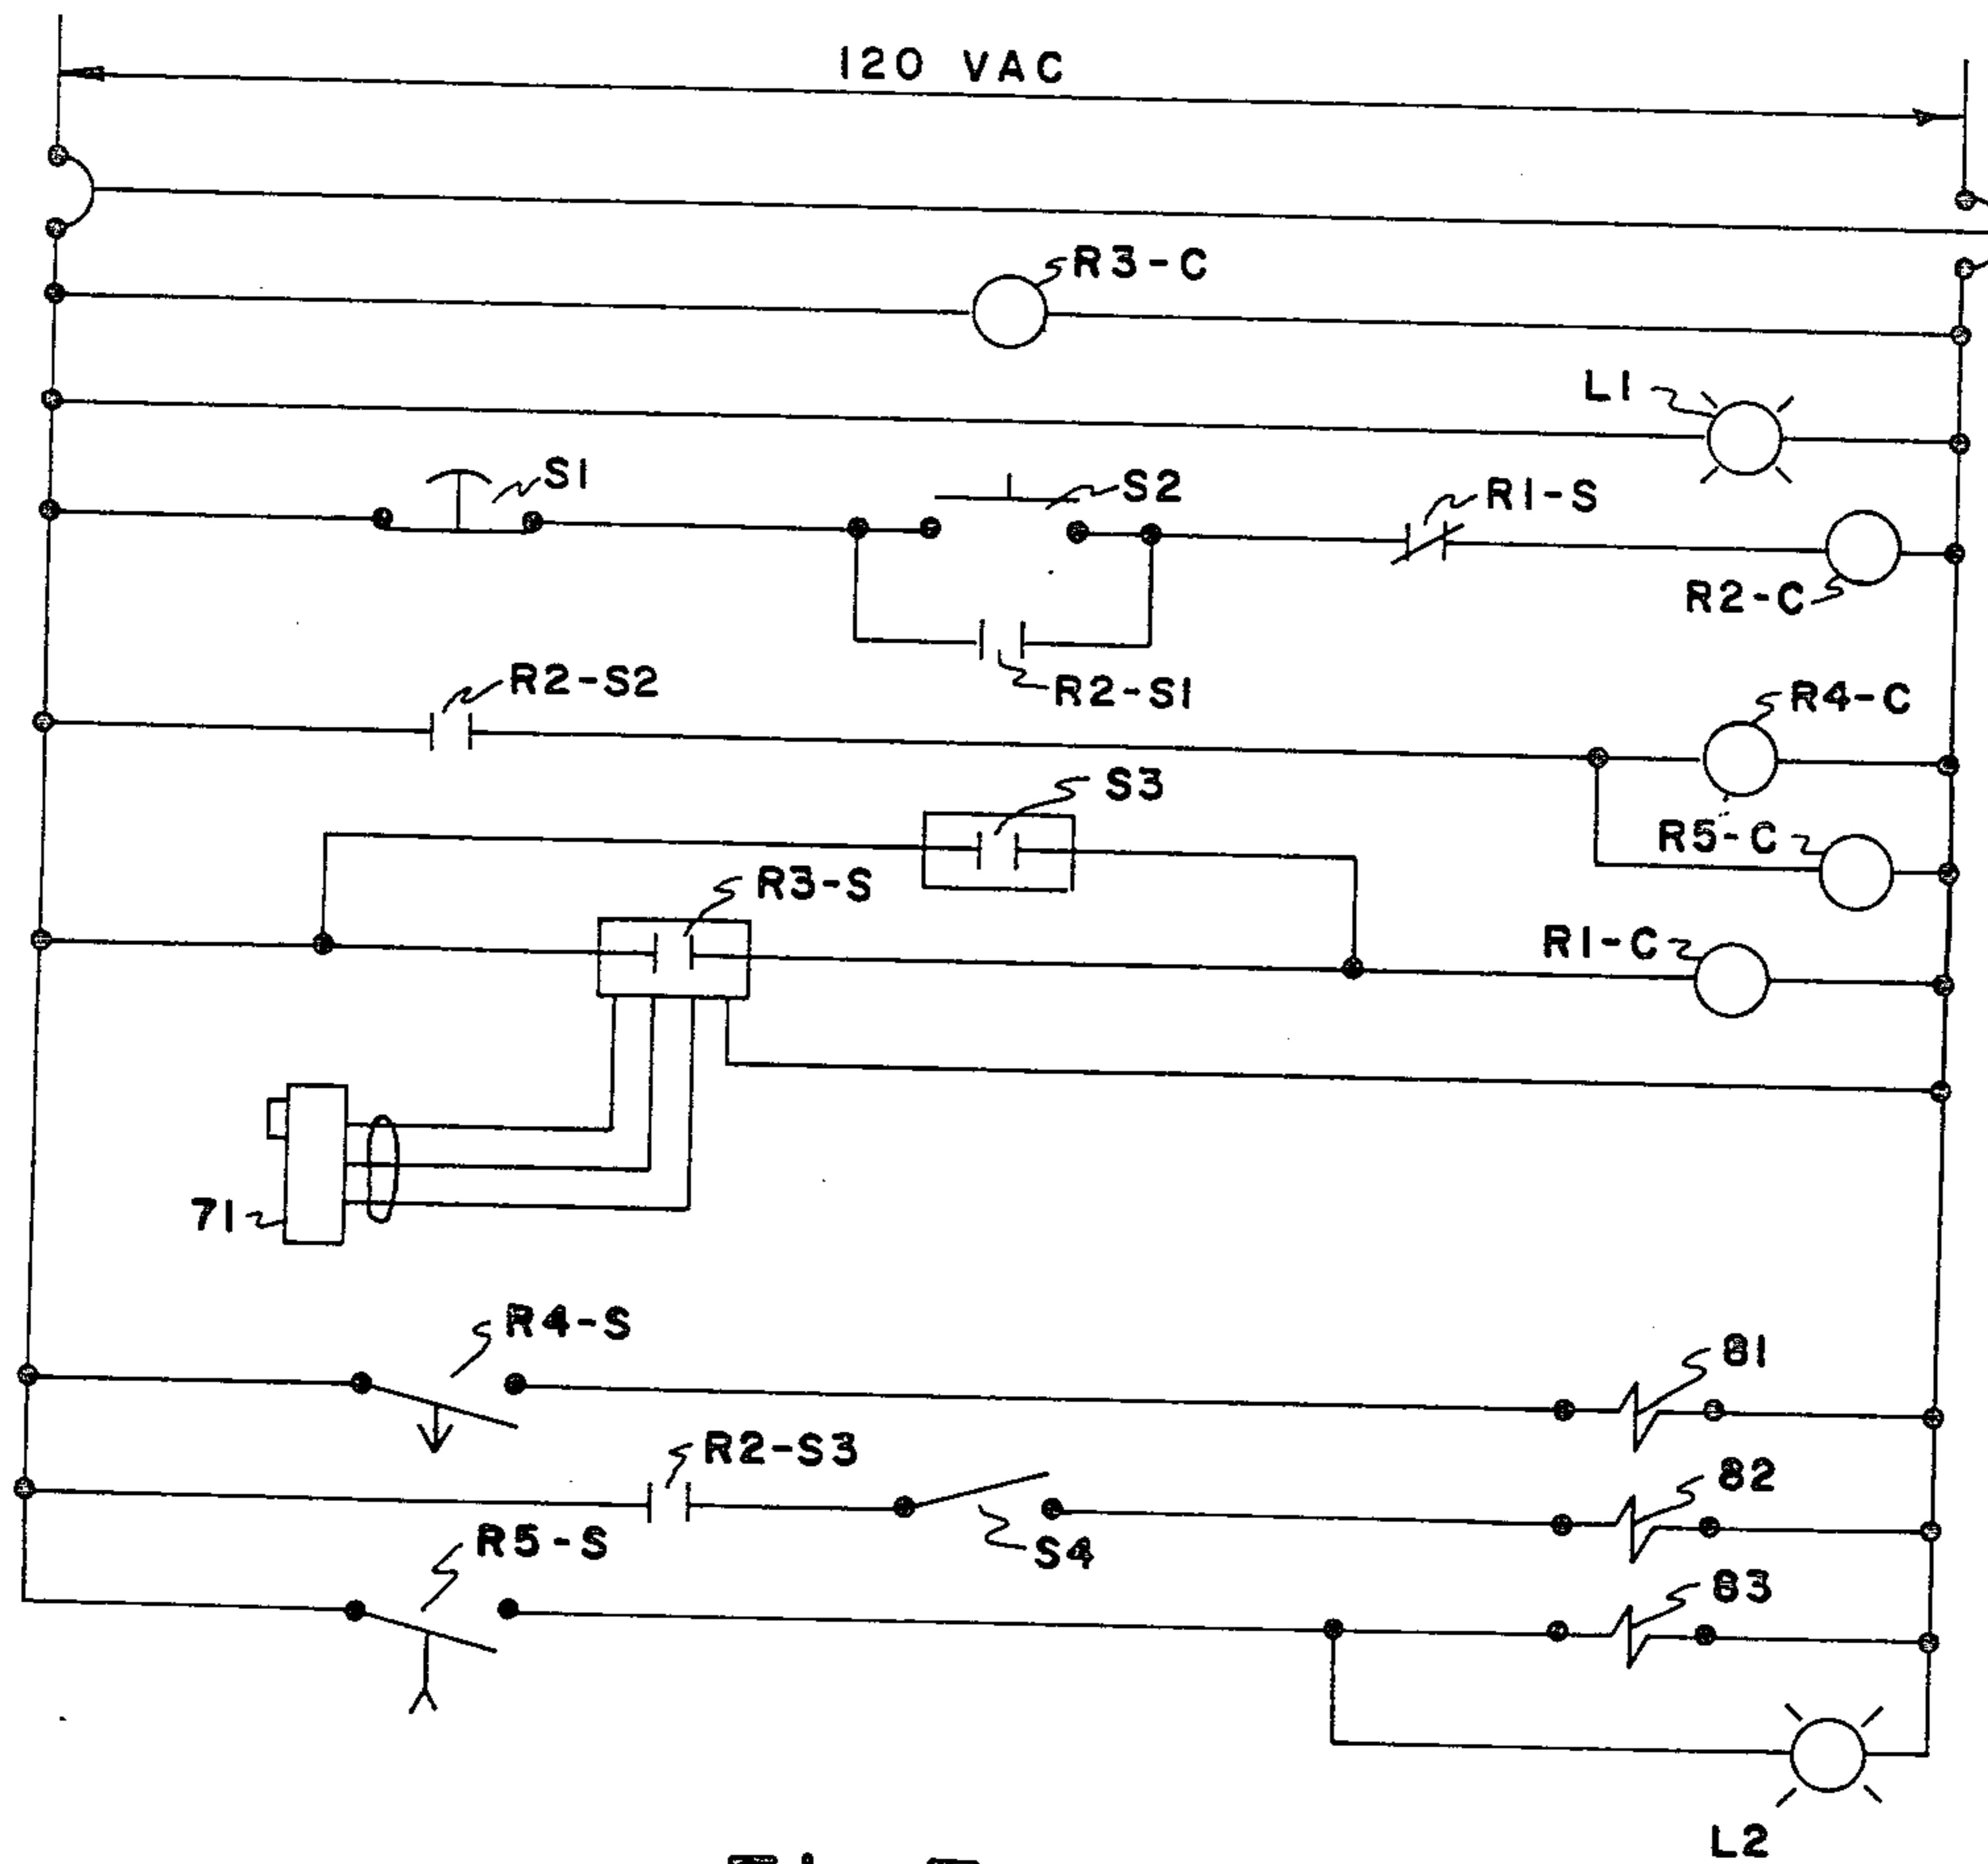 120 VAC
R3-C
L1
S1
S2
R1-S
R2-C
R2-S1
R2-S2
R4-C
S3
R5-C
R3-S
R1-C
71
R4-S
81
R2-S3
82
S4
R5-S
83
L2